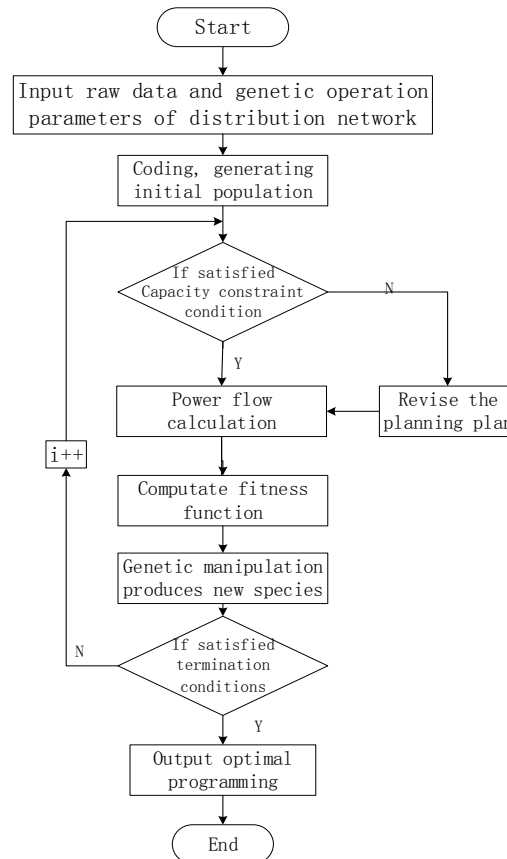 Start
Input raw data and genetic operation
parameters of distribution network
Coding, generating
initial population
If satisfied
Capacity constraint
condition
N
Y
Power flow
calculation
Revise the
planning plan
i++
Computate fitness
function
Genetic manipulation
produces new species
If satisfied
termination
conditions
N
Y
Output optimal
programming
End